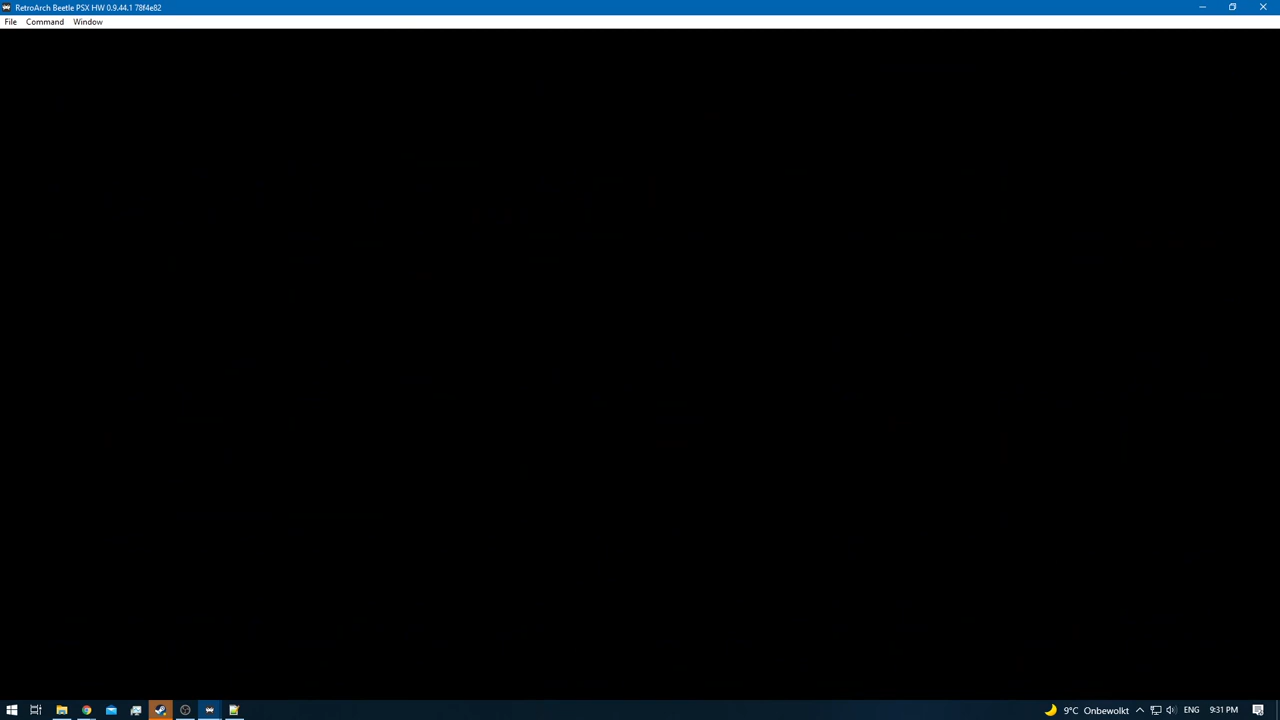 RetroArch Beetle PSX HW 0.9.44.1 78f4e82
File Command Window
9°C Onbewolkt ENG 9:31 PM